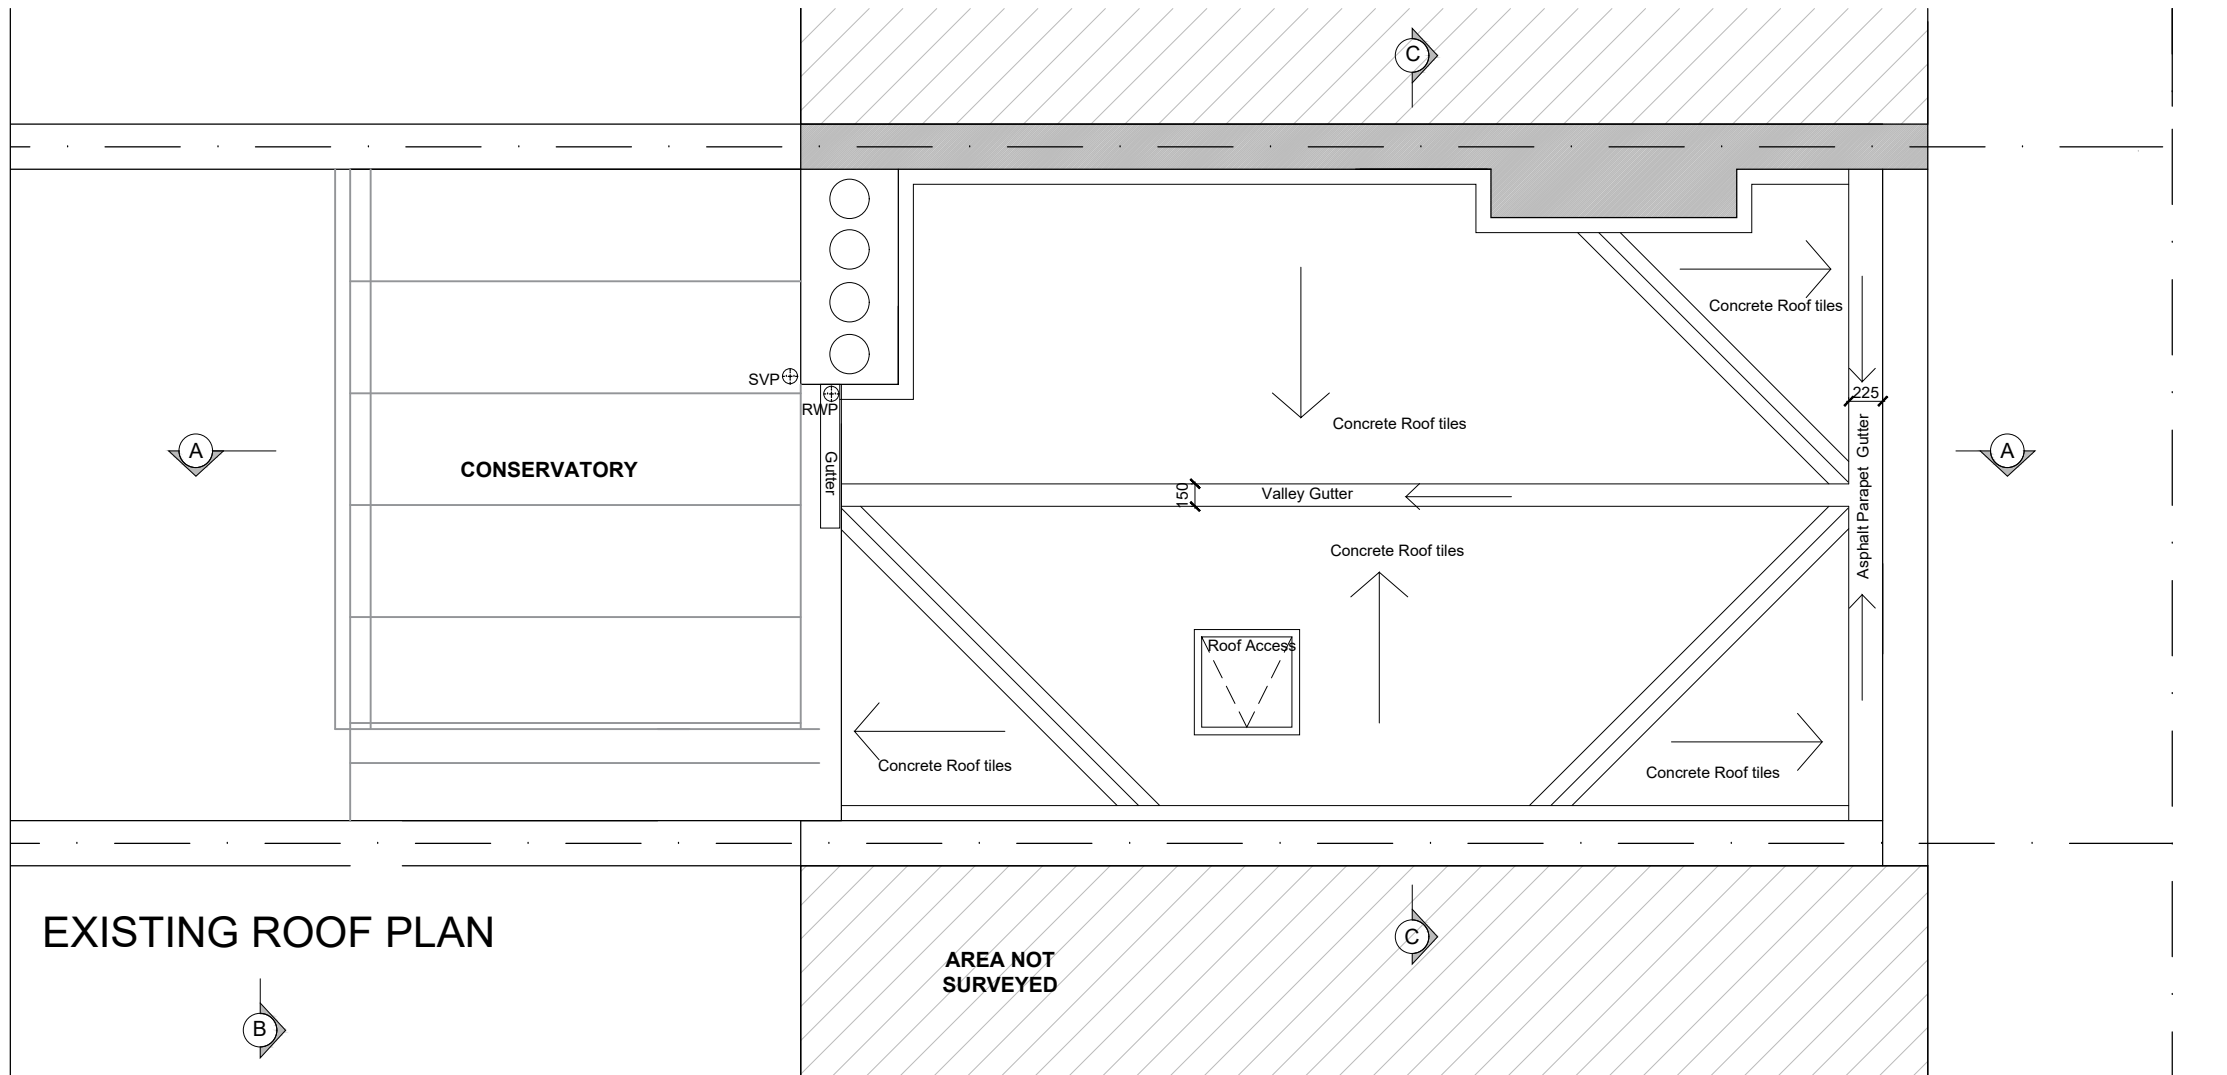 C
Concrete Roof tiles
SVP
RWP
225
Concrete Roof tiles
A
CONSERVATORY
Gutter
Asphalt Parapet Gutter
A
150
Valley Gutter
Concrete Roof tiles
Roof Access
Concrete Roof tiles
Concrete Roof tiles
EXISTING ROOF PLAN
C
AREA NOT
SURVEYED
B